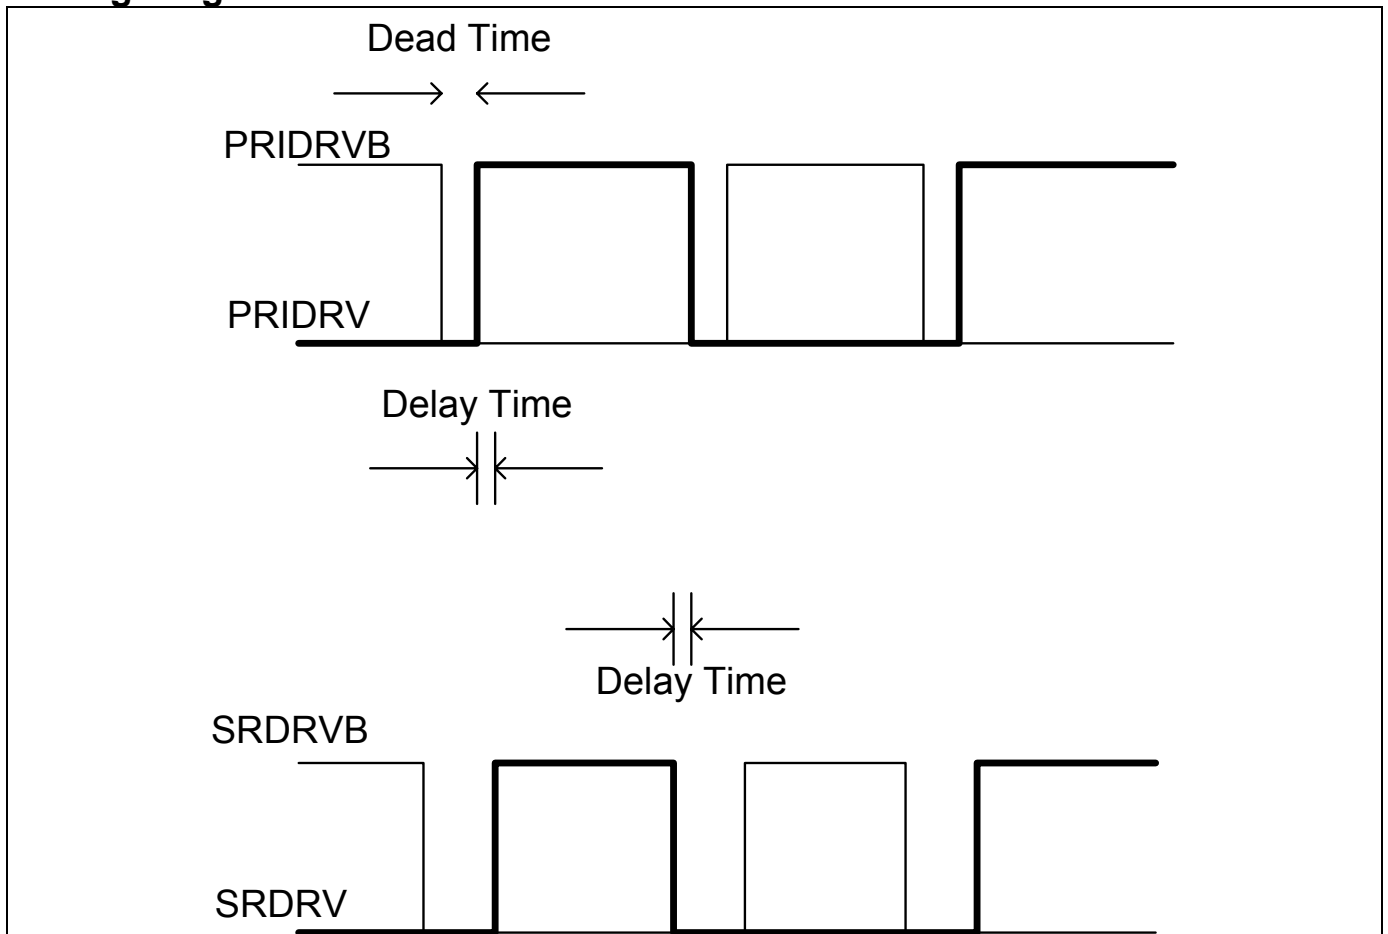 Dead Time
PRIDRVB
PRIDRV
Delay Time
Delay Time
SRDRVB
SRDRV